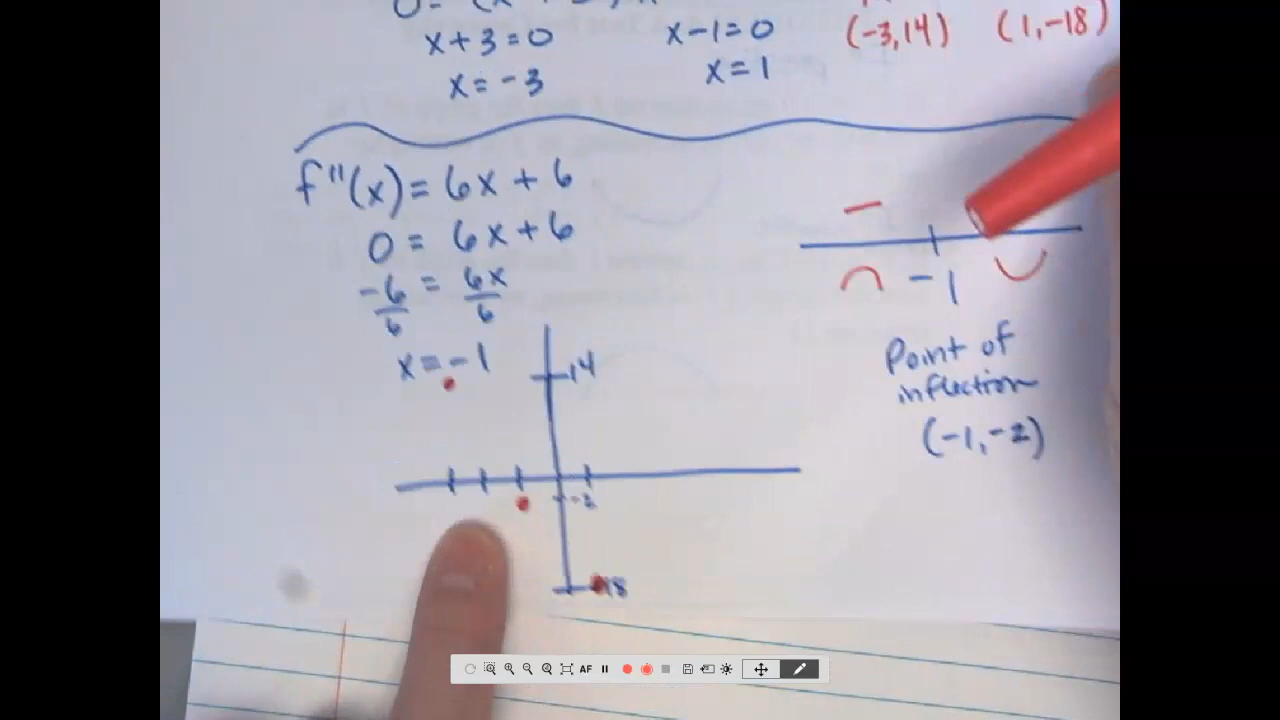 x+3=0
x-1=0
(-3,14)
(1,-18)
x=-3
x=1
f"(x)=6x+6
0 = 6x+6
-6/6 = 6x/6
x=-1
14
-2
-18
-1
Point of
inflection
(-1,-2)
AF